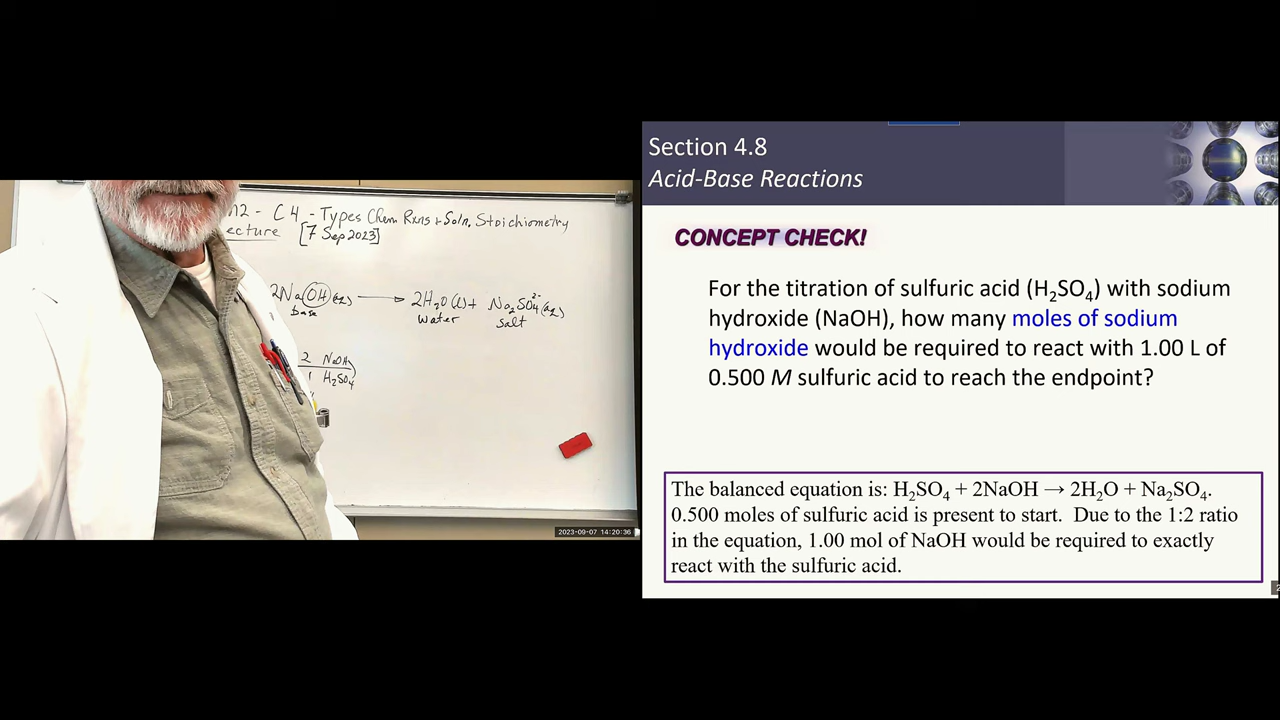 - C4 - Types Chem Rxns + Soln. Stoichiometry
ecture [7 Sep 2023]
2NaOH(aq) → 2H₂O(l) + Na₂SO₄²⁻(aq)
base water salt
2 NaOH
1 H₂SO₄
2023-09-07 14:20:36
Section 4.8
Acid-Base Reactions
CONCEPT CHECK!
For the titration of sulfuric acid (H₂SO₄) with sodium
hydroxide (NaOH), how many moles of sodium
hydroxide would be required to react with 1.00 L of
0.500 M sulfuric acid to reach the endpoint?
The balanced equation is: H₂SO₄ + 2NaOH → 2H₂O + Na₂SO₄.
0.500 moles of sulfuric acid is present to start. Due to the 1:2 ratio
in the equation, 1.00 mol of NaOH would be required to exactly
react with the sulfuric acid.